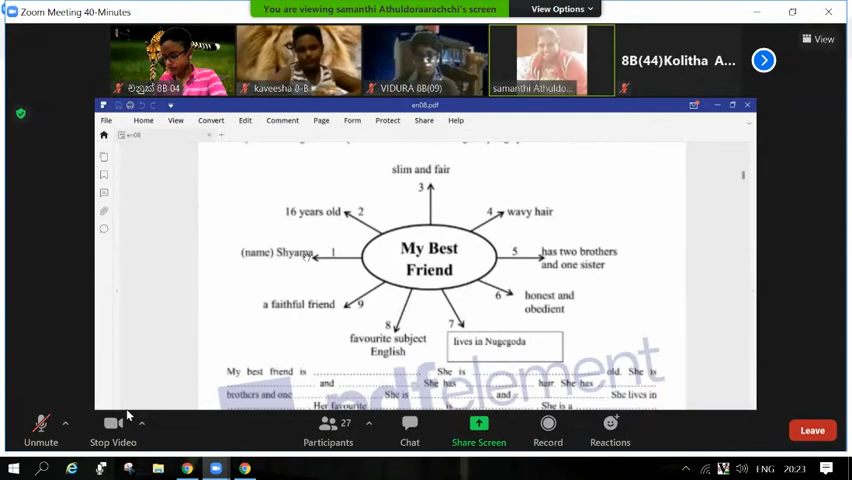 Zoom Meeting 40-Minutes
You are viewing samanthi Athuldoraarachchi's screen
View Options
View
චනුක් 8B 04
kaveesha 8-B
VIDURA 8B(09)
samanthi Athuldo...
8B(44)Kolitha A...
en08.pdf
File Home View Convert Edit Comment Page Form Protect Share Help
en08
slim and fair
3
16 years old 2
4 wavy hair
(name) Shyama 1
My Best
Friend
5 has two brothers
and one sister
a faithful friend 9
6 honest and
obedient
8
favourite subject
English
7
lives in Nugegoda
My best friend is ........ She is ........ old. She is
........ and ........ She has ........ hair. She has ........
brothers and one ........ She is ........ and ........ She lives in
........ Her favourite ........ is ........ She is a ........
pdfelement
Unmute
Stop Video
Participants
27
Chat
Share Screen
Record
Reactions
Leave
ENG 20:23